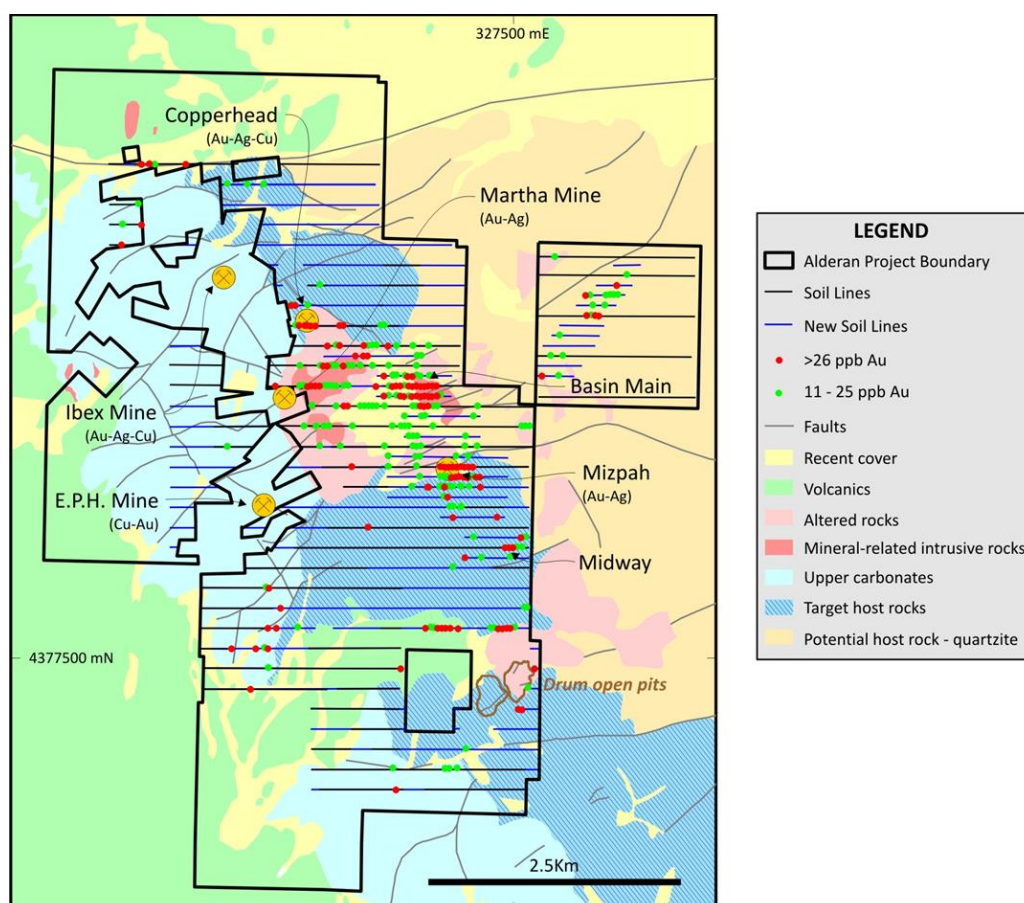 327500 mE
Copperhead
(Au-Ag-Cu)
Martha Mine
(Au-Ag)
Basin Main
Ibex Mine
(Au-Ag-Cu)
E.P.H. Mine
(Cu-Au)
Mizpah
(Au-Ag)
Midway
4377500 mN
Drum open pits
2.5Km
LEGEND
Alderan Project Boundary
Soil Lines
New Soil Lines
>26 ppb Au
11 - 25 ppb Au
Faults
Recent cover
Volcanics
Altered rocks
Mineral-related intrusive rocks
Upper carbonates
Target host rocks
Potential host rock - quartzite